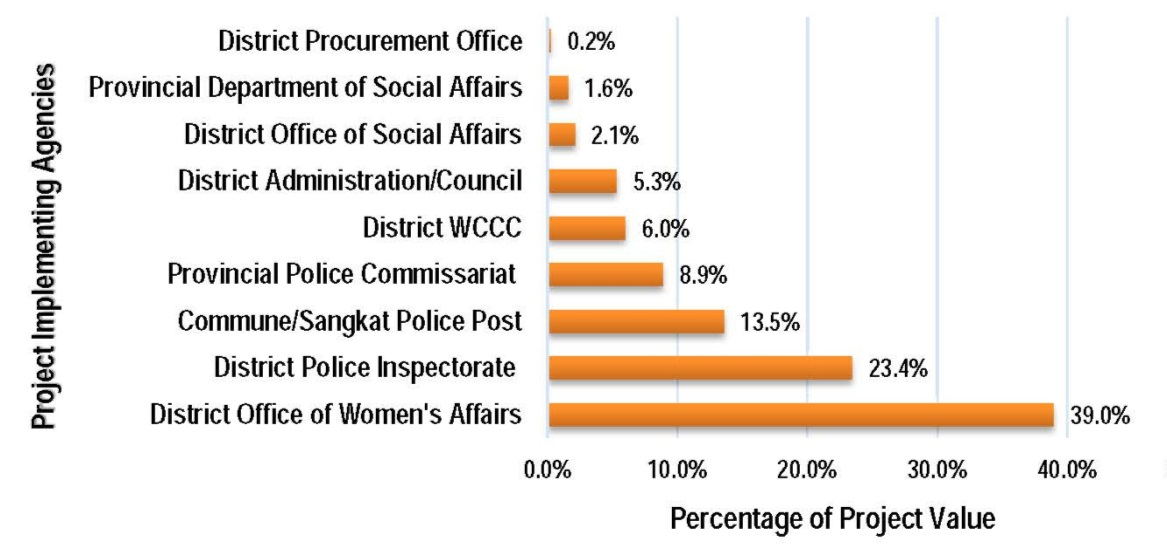 Project Implementing Agencies
District Procurement Office 0.2%
Provincial Department of Social Affairs 1.6%
District Office of Social Affairs 2.1%
District Administration/Council 5.3%
District WCCC 6.0%
Provincial Police Commissariat 8.9%
Commune/Sangkat Police Post 13.5%
District Police Inspectorate 23.4%
District Office of Women's Affairs 39.0%
0.0% 10.0% 20.0% 30.0% 40.0%
Percentage of Project Value